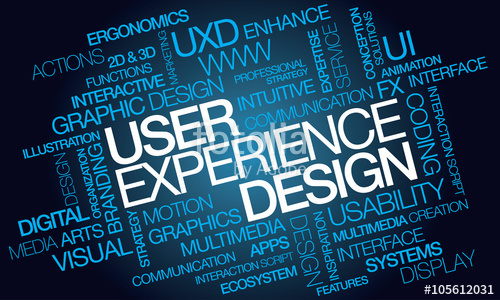 ERGONOMICS
ACTIONS
2D & 3D
FUNCTIONS
MARKETING
UXD
ENHANCE
WWW
PROFESSIONAL
STRATEGY
EXPERTISE
SERVICE
CONCEPTION
SOLUTIONS
UI
ANIMATION
INTERACTIVE
GRAPHIC DESIGN
INTUITIVE
COMMUNICATION
FX
INTERFACE
ILLUSTRATION
DESIGN
ORGANIZATION
BRANDING
USER
EXPERIENCE
DESIGN
fotolia
by Adobe
CODING
INTERACTION SCRIPT
DIGITAL
MEDIA
ARTS
VISUAL
STRATEGY
MOTION
GRAPHICS
MULTIMEDIA
COMMUNICATION
APPS
INTERACTION SCRIPT
ECOSYSTEM
DESIGN
INSPIRATION
FEATURES
USABILITY
MULTIMEDIA
CREATION
INTERFACE
SYSTEMS
DISPLAY
#105612031